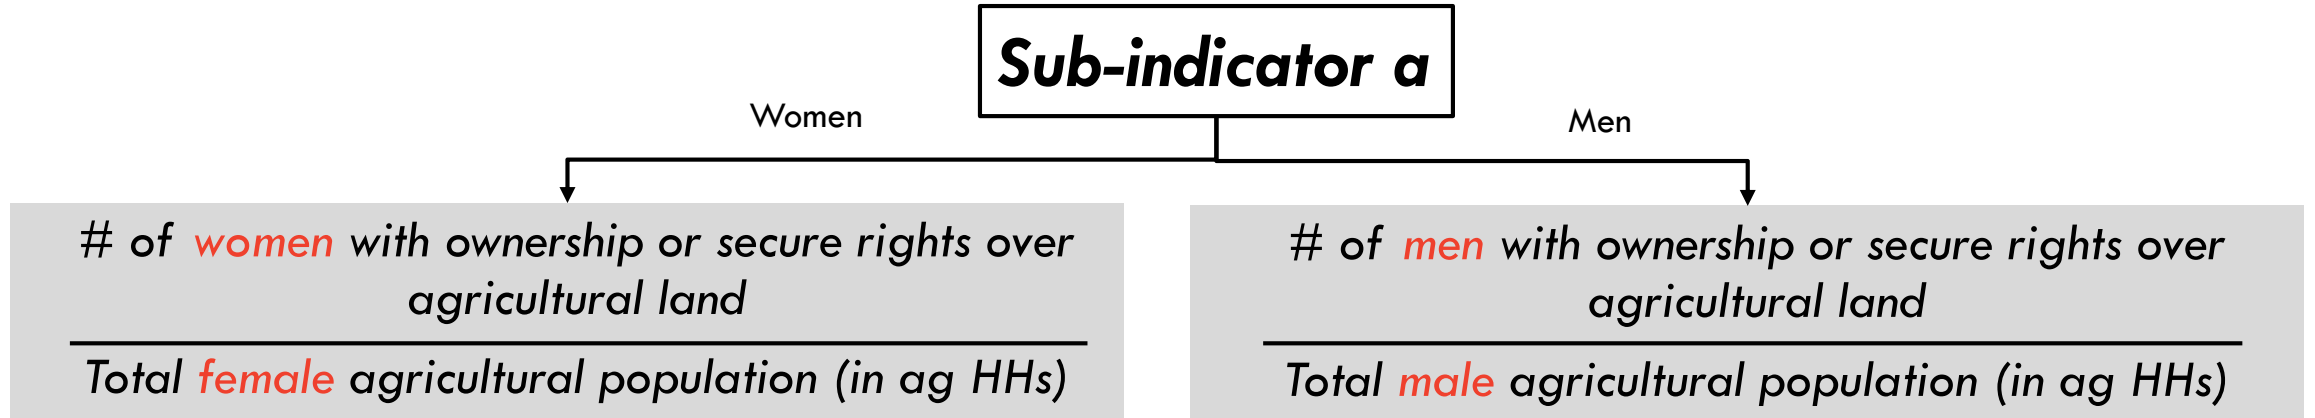 Sub-indicator a
Women
Men
# of women with ownership or secure rights over
agricultural land
Total female agricultural population (in ag HHs)
# of men with ownership or secure rights over
agricultural land
Total male agricultural population (in ag HHs)